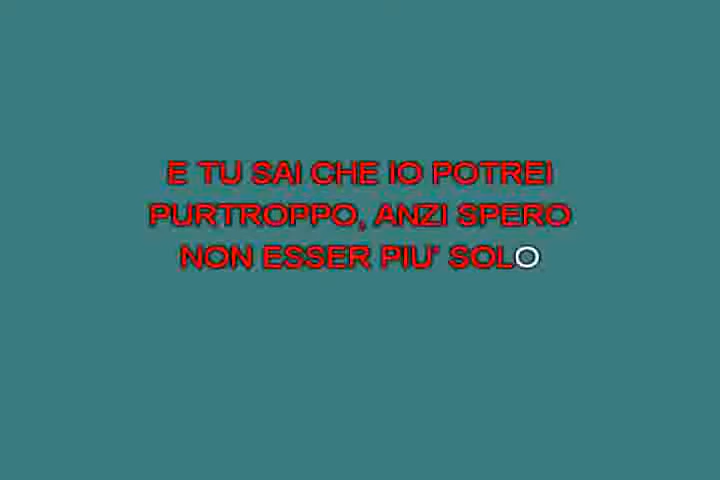 E TU SAI CHE IO POTREI
PURTROPPO, ANZI SPERO
NON ESSER PIU' SOLO